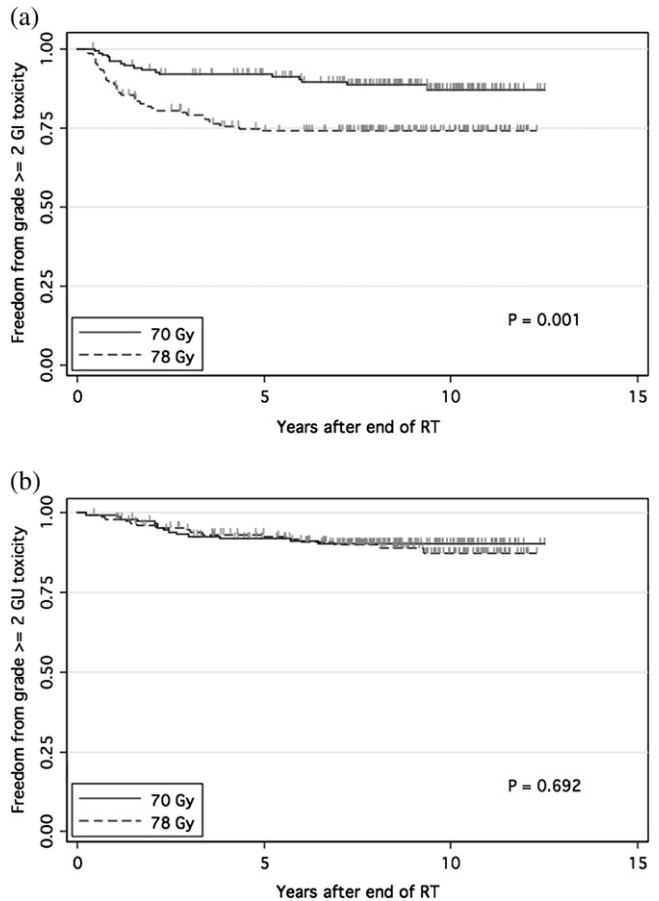 (a)
Freedom from grade >= 2 GI toxicity
1.00
0.75
0.50
0.25
0.00
70 Gy
78 Gy
P = 0.001
0 5 10 15
Years after end of RT
(b)
Freedom from grade >= 2 GU toxicity
1.00
0.75
0.50
0.25
0.00
70 Gy
78 Gy
P = 0.692
0 5 10 15
Years after end of RT